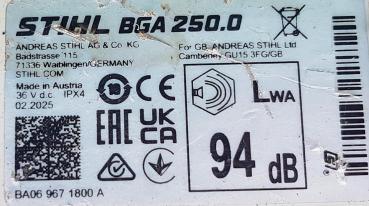 STIHL BGA 250.0
ANDREAS STIHL AG & Co. KG
Badstrasse 115
71336 Waiblingen/GERMANY
STIHL.COM
For GB: ANDREAS STIHL Ltd
Camberley GU15 3FG/GB
Made in Austria
36 V d.c. IPX4
02.2025
CE
EAC UK
CA
LWA
94 dB
BA06 967 1800 A